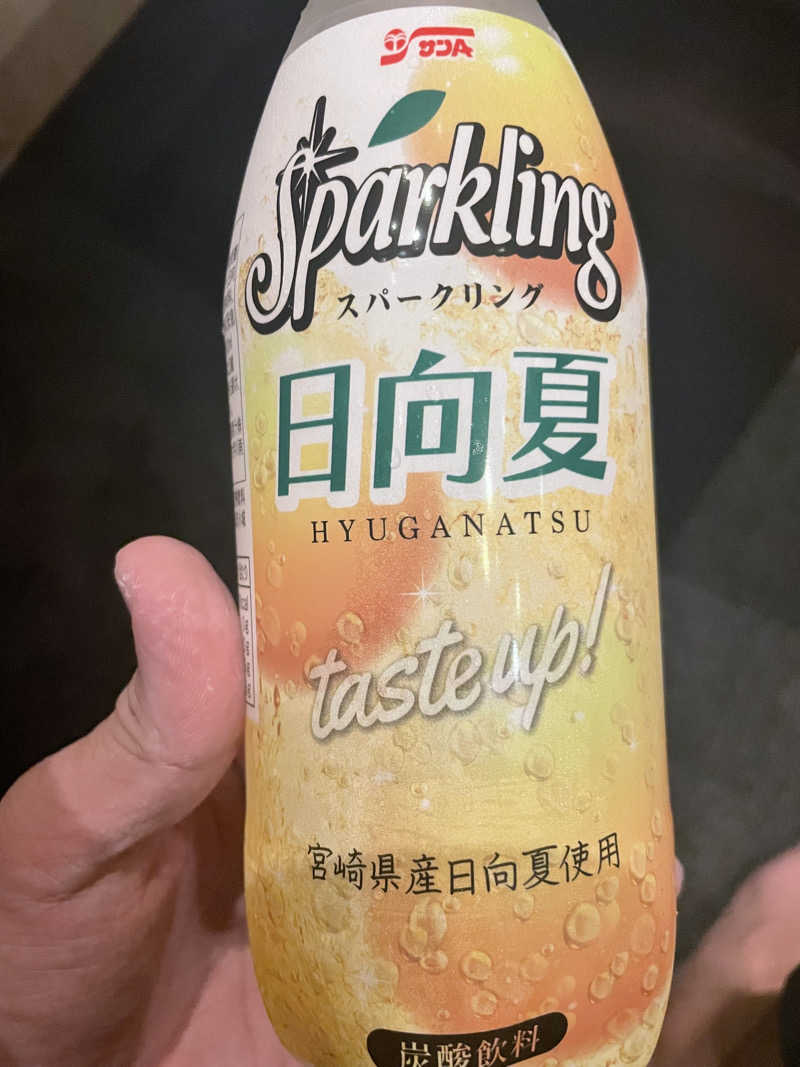 サンA
Sparkling
スパークリング
日向夏
HYUGANATSU
taste up!
宮崎県産日向夏使用
炭酸飲料